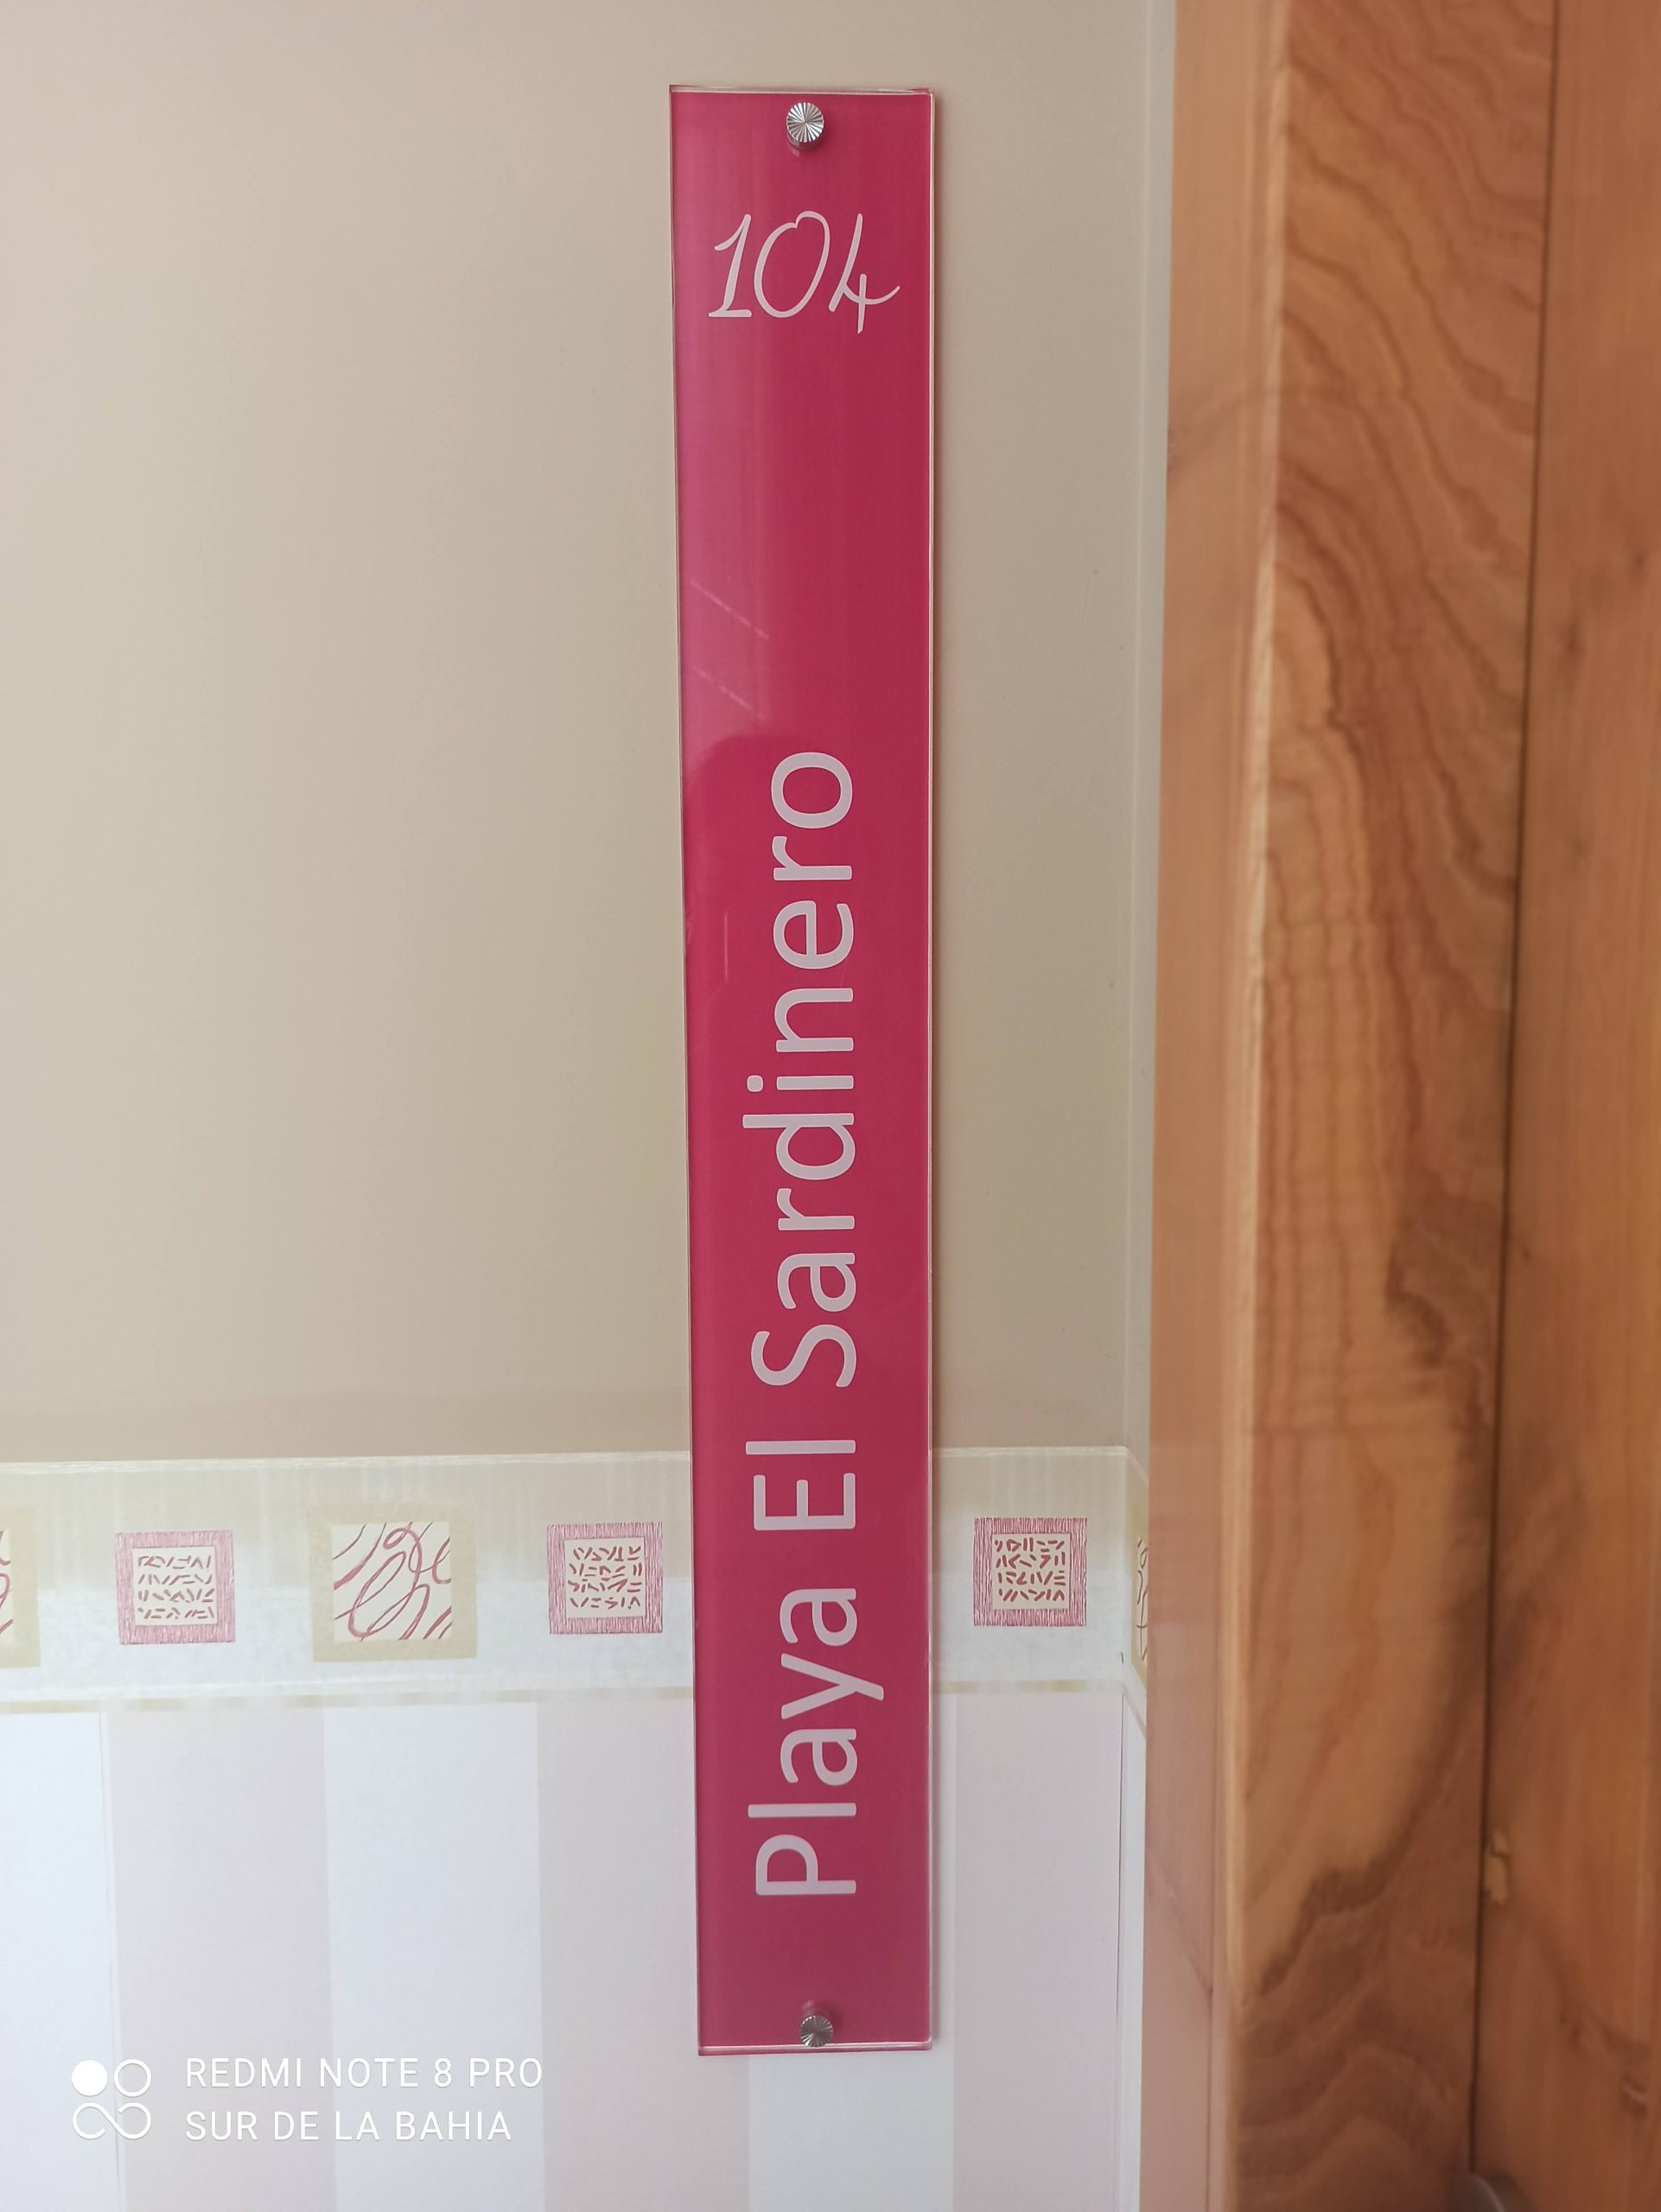 104
Playa El Sardinero
REDMI NOTE 8 PRO
SUR DE LA BAHIA